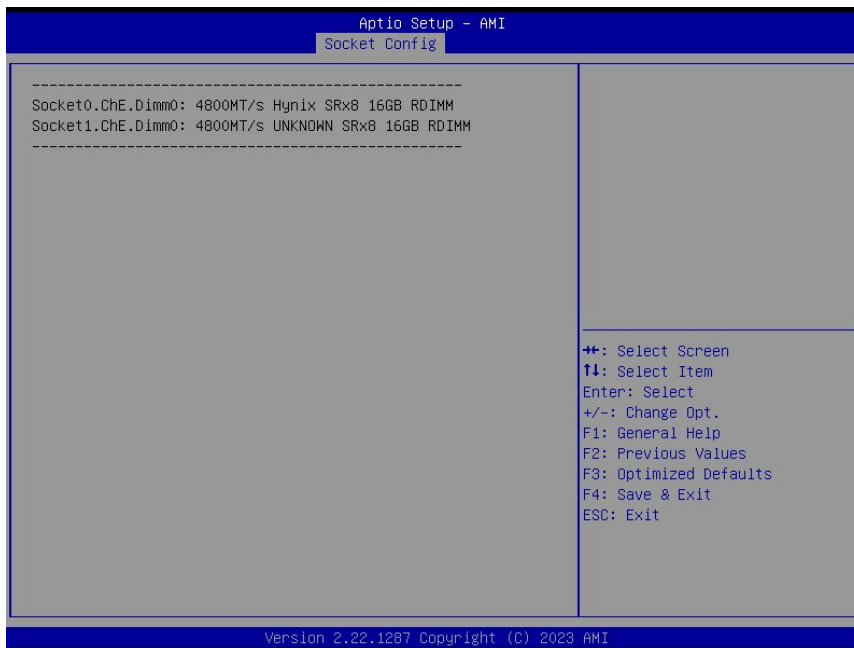 Aptio Setup - AMI
Socket Config
------------------------------------------------
Socket0.ChE.Dimm0: 4800MT/s Hynix SRx8 16GB RDIMM
Socket1.ChE.Dimm0: 4800MT/s UNKNOWN SRx8 16GB RDIMM
------------------------------------------------
→←: Select Screen
↑↓: Select Item
Enter: Select
+/-: Change Opt.
F1: General Help
F2: Previous Values
F3: Optimized Defaults
F4: Save & Exit
ESC: Exit
Version 2.22.1287 Copyright (C) 2023 AMI